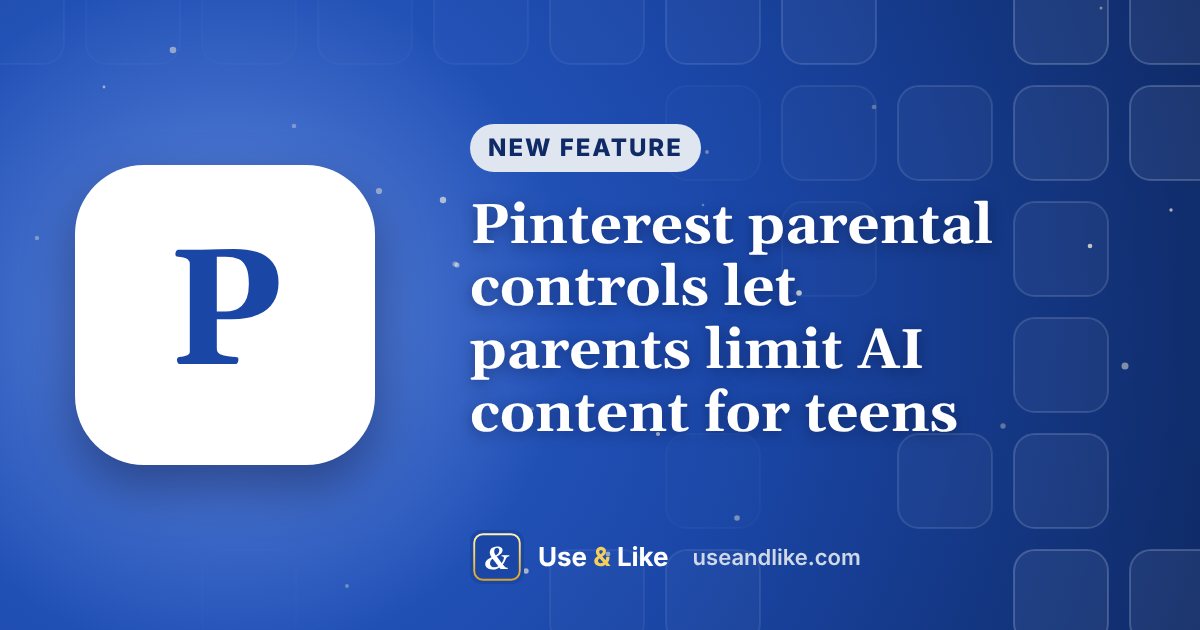 P
NEW FEATURE
Pinterest parental
controls let
parents limit AI
content for teens
& Use & Like useandlike.com